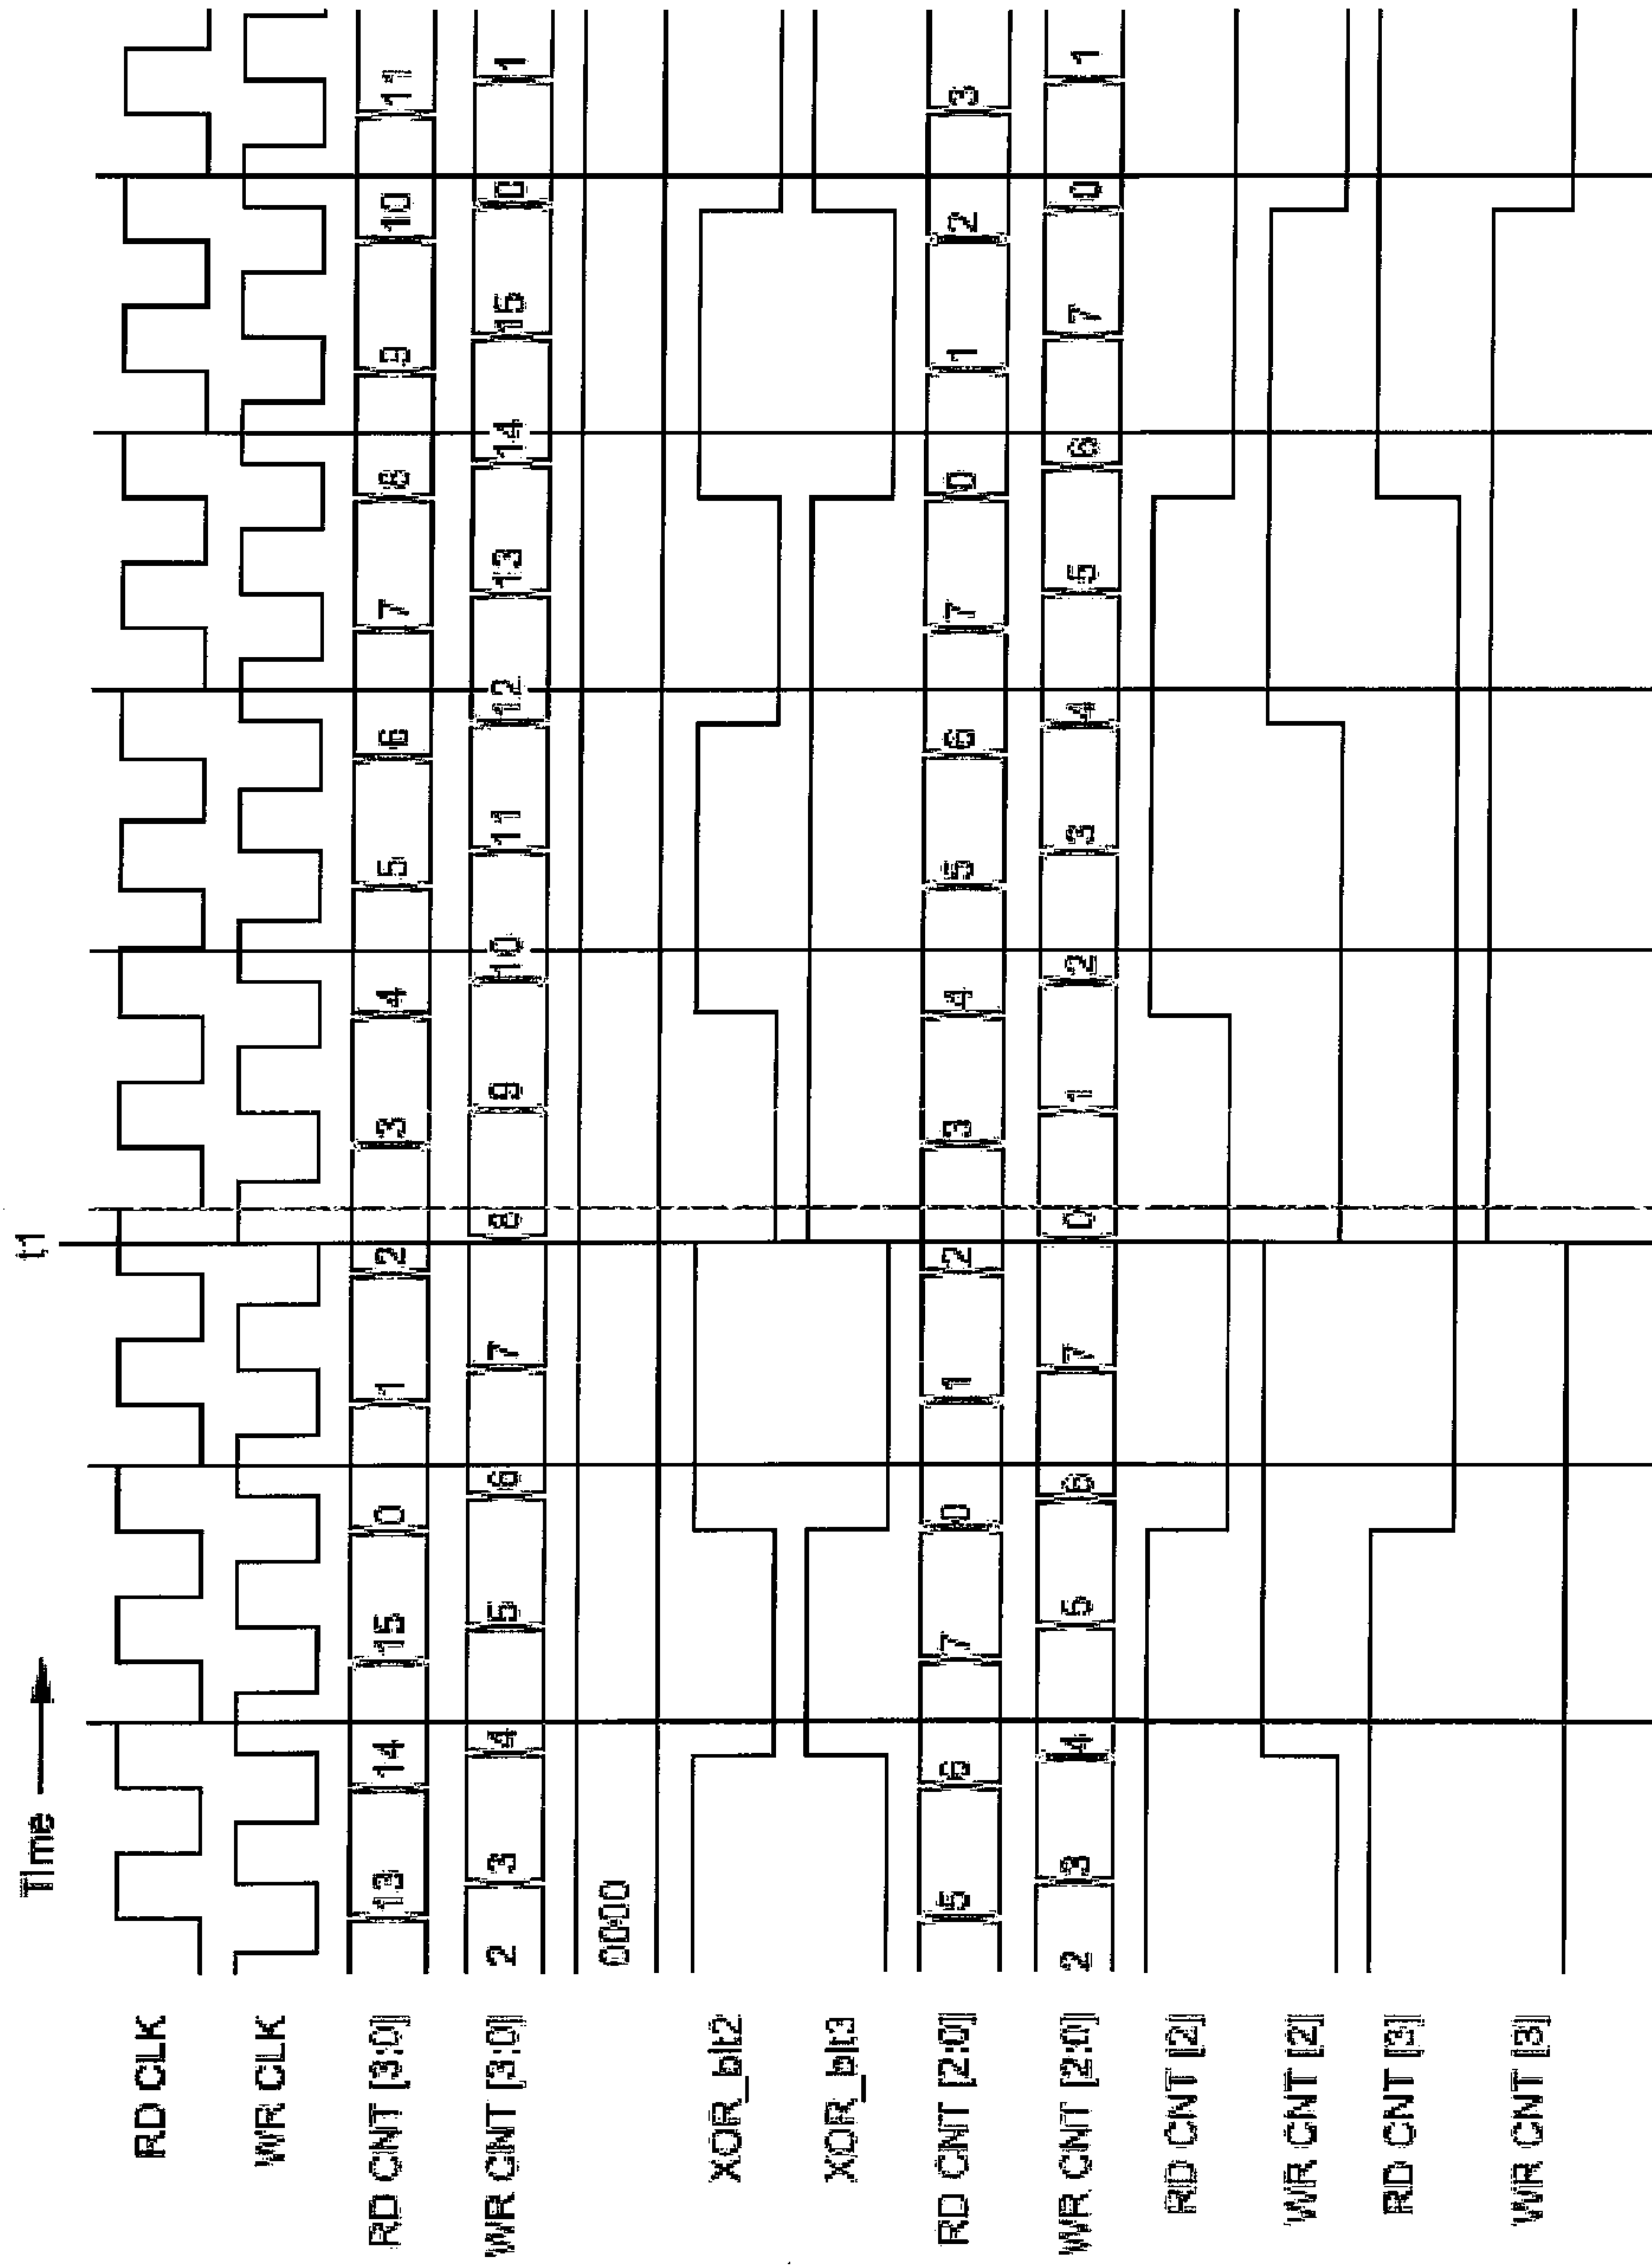 Time
t1
RD CLK
WR CLK
RD CNT [3:0] 13 14 15 0 1 2 3 4 5 6 7 8 9 10 11
WR CNT [3:0] 2 3 4 5 6 7 8 9 10 11 12 13 14 15 0 1
0000
XOR_bit2
XOR_bit3
RD CNT [2:0] 5 6 7 0 1 2 3 4 5 6 7 0 1 2 3
WR CNT [2:0] 2 3 4 5 6 7 0 1 2 3 4 5 6 7 0 1
RD CNT [2]
WR CNT [2]
RD CNT [3]
WR CNT [3]